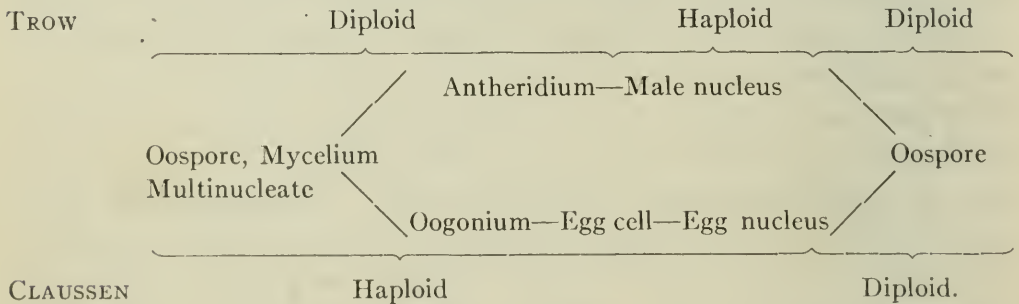 TROW Diploid Haploid Diploid
Antheridium—Male nucleus
Oospore, Mycelium Oospore
Multinucleate
Oogonium—Egg cell—Egg nucleus
CLAUSSEN Haploid Diploid.